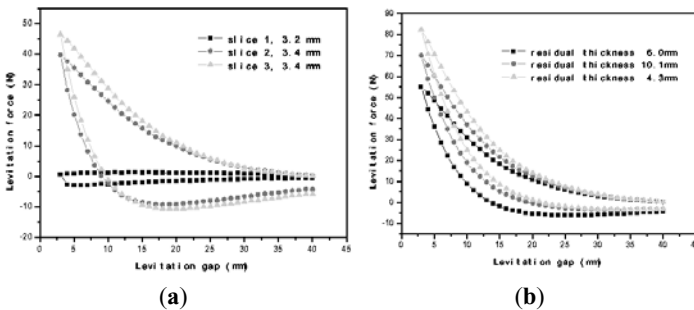 50
40
30
20
10
0
-10
-20
0 5 10 15 20 25 30 35 40 45
Levitation force (N)
Levitation gap (mm)
slice 1, 3.2 mm
slice 2, 3.4 mm
slice 3, 3.4 mm
(a)
90
80
70
60
50
40
30
20
10
0
-10
0 5 10 15 20 25 30 35 40 45
Levitation force (N)
Levitation gap (mm)
residual thickness 6.0mm
residual thickness 10.1mm
residual thickness 4.3mm
(b)